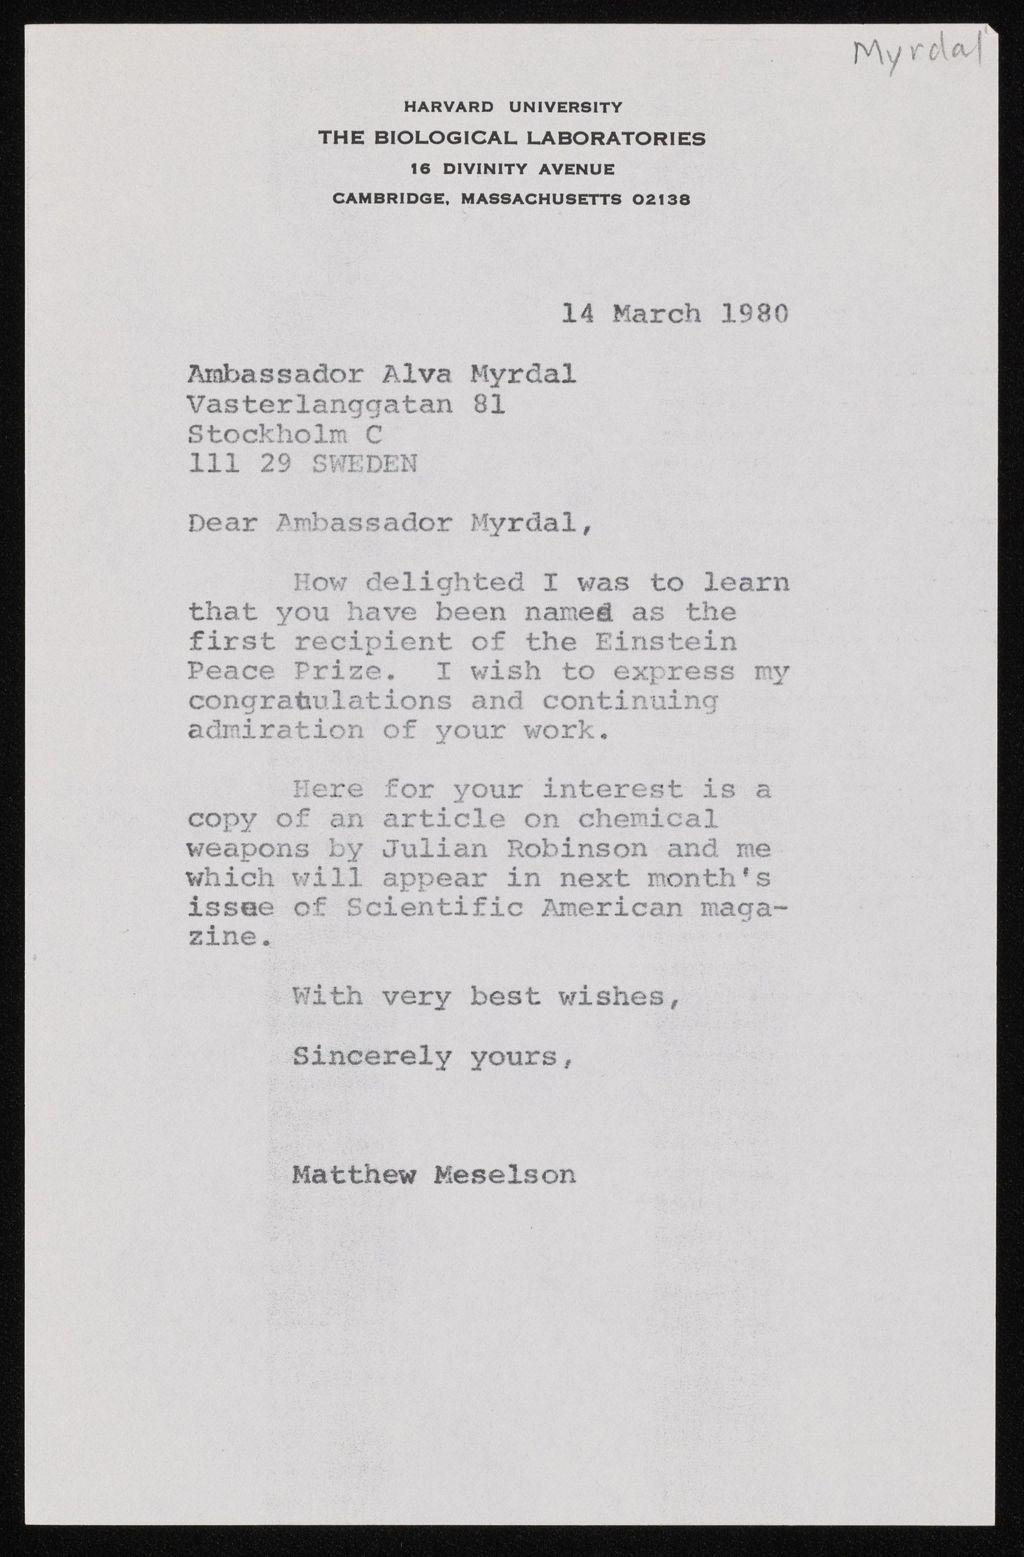 Myrdal
HARVARD UNIVERSITY
THE BIOLOGICAL LABORATORIES
16 DIVINITY AVENUE
CAMBRIDGE, MASSACHUSETTS 02138
14 March 1980
Ambassador Alva Myrdal
Vasterlanggatan 81
Stockholm C
111 29 SWEDEN
Dear Ambassador Myrdal,
How delighted I was to learn
that you have been named as the
first recipient of the Einstein
Peace Prize. I wish to express my
congratulations and continuing
admiration of your work.
Here for your interest is a
copy of an article on chemical
weapons by Julian Robinson and me
which will appear in next month's
issue of Scientific American maga-
zine.
With very best wishes,
Sincerely yours,
Matthew Meselson